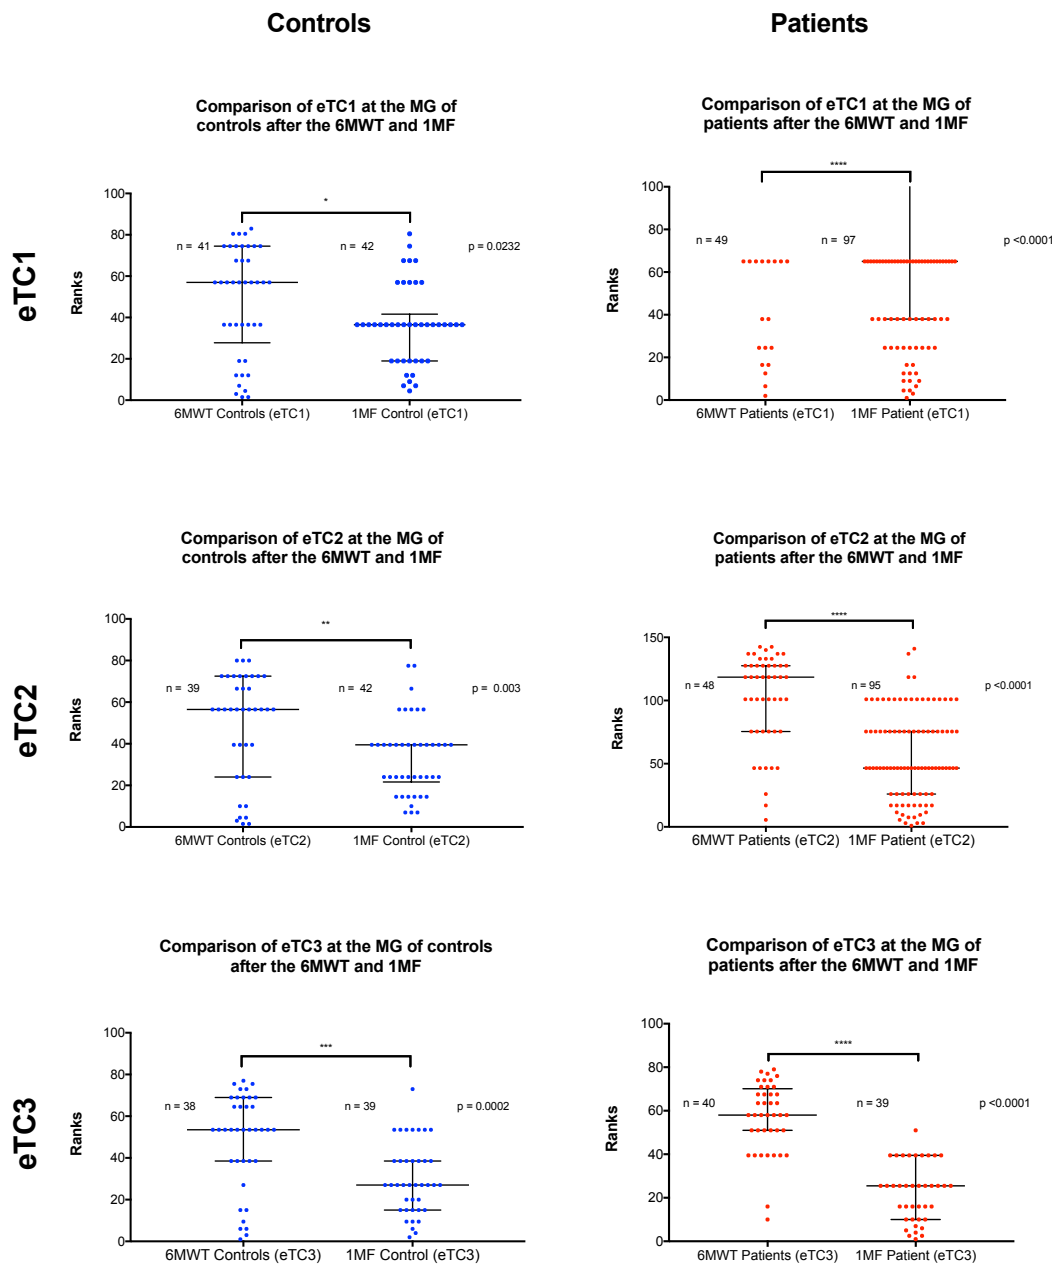 Controls
Patients
eTC1
Comparison of eTC1 at the MG of
controls after the 6MWT and 1MF
*
n = 41
n = 42
p = 0.0232
Ranks
100
80
60
40
20
0
6MWT Controls (eTC1)
1MF Control (eTC1)
Comparison of eTC1 at the MG of
patients after the 6MWT and 1MF
****
n = 49
n = 97
p <0.0001
Ranks
100
80
60
40
20
0
6MWT Patients (eTC1)
1MF Patient (eTC1)
eTC2
Comparison of eTC2 at the MG of
controls after the 6MWT and 1MF
**
n = 39
n = 42
p = 0.003
Ranks
100
80
60
40
20
0
6MWT Controls (eTC2)
1MF Control (eTC2)
Comparison of eTC2 at the MG of
patients after the 6MWT and 1MF
****
n = 48
n = 95
p <0.0001
Ranks
150
100
50
0
6MWT Patients (eTC2)
1MF Patient (eTC2)
eTC3
Comparison of eTC3 at the MG of controls
after the 6MWT and 1MF
***
n = 38
n = 39
p = 0.0002
Ranks
100
80
60
40
20
0
6MWT Controls (eTC3)
1MF Control (eTC3)
Comparison of eTC3 at the MG of
patients after the 6MWT and 1MF
****
n = 40
n = 39
p <0.0001
Ranks
100
80
60
40
20
0
6MWT Patients (eTC3)
1MF Patient (eTC3)